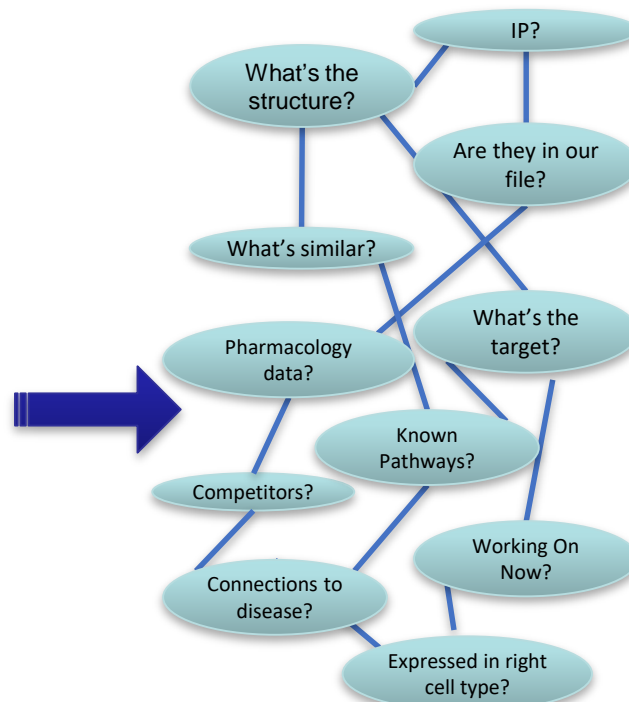 IP?
What's the
structure?
Are they in our
file?
What's similar?
What's the
target?
Pharmacology
data?
Known
Pathways?
Competitors?
Working On
Now?
Connections to
disease?
Expressed in right
cell type?